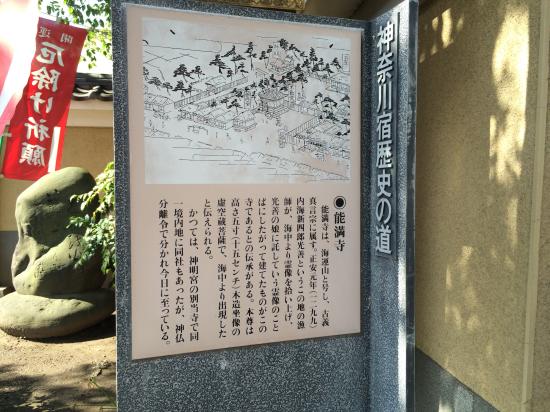 開運
厄除け祈願
神奈川宿歴史の道
◉能満寺
能満寺は、海運山と号し、古義
真言宗に属す。正安元年（一二九九）
内海新四郎光善というこの地の漁
師が、海中より霊像を拾い上げ、
光善の娘に託していう霊像のこと
ばにしたがって建てたものがこの
寺であるとの伝承がある。本尊は
高さ五寸（十五センチ）木造坐像の
虚空蔵菩薩で、海中より出現した
と伝えられる。
かつては、神明宮の別当寺で同
一境内地に同社もあったが、神仏
分離令で分かれ今日に至っている。